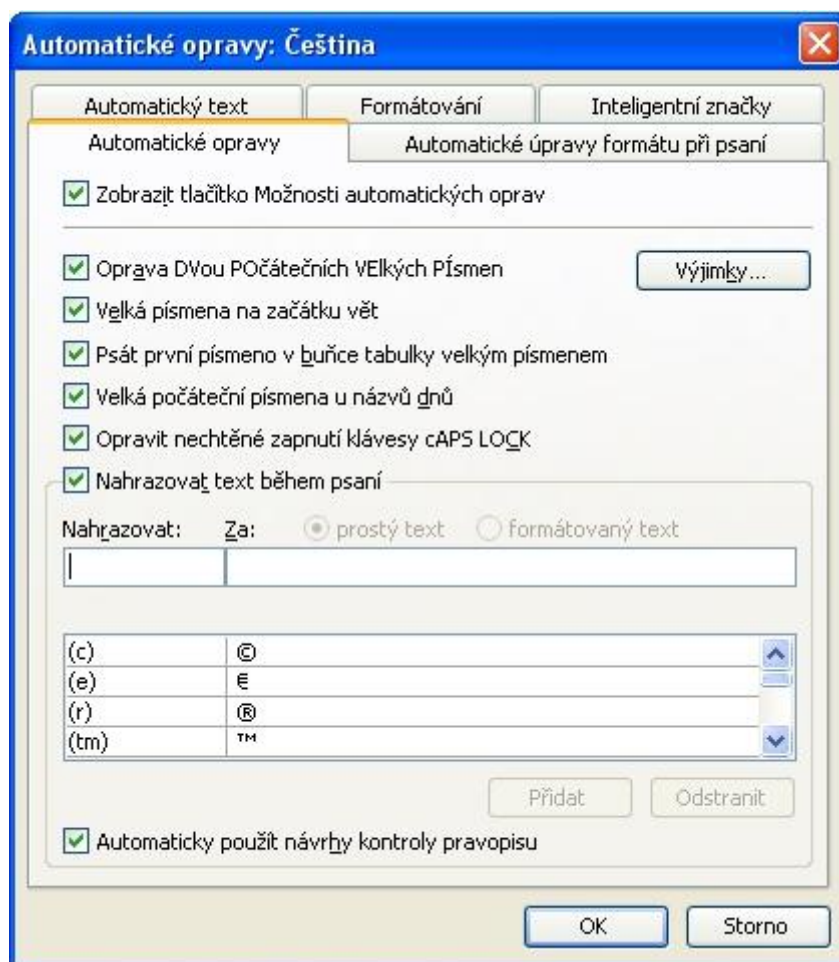 Automatické opravy: Čeština
Automatický text Formátování Inteligentní značky
Automatické opravy Automatické úpravy formátu při psaní
Zobrazit tlačítko Možnosti automatických oprav
Oprava DVou POčátečních VElkých PÍsmen Výjimky...
Velká písmena na začátku vět
Psát první písmeno v buňce tabulky velkým písmenem
Velká počáteční písmena u názvů dnů
Opravit nechtěné zapnutí klávesy cAPS LOCK
Nahrazovat text během psaní
Nahrazovat: Za: prostý text formátovaný text
(c) ©
(e) €
(r) ®
(tm) ™
Přidat Odstranit
Automaticky použít návrhy kontroly pravopisu
OK Storno